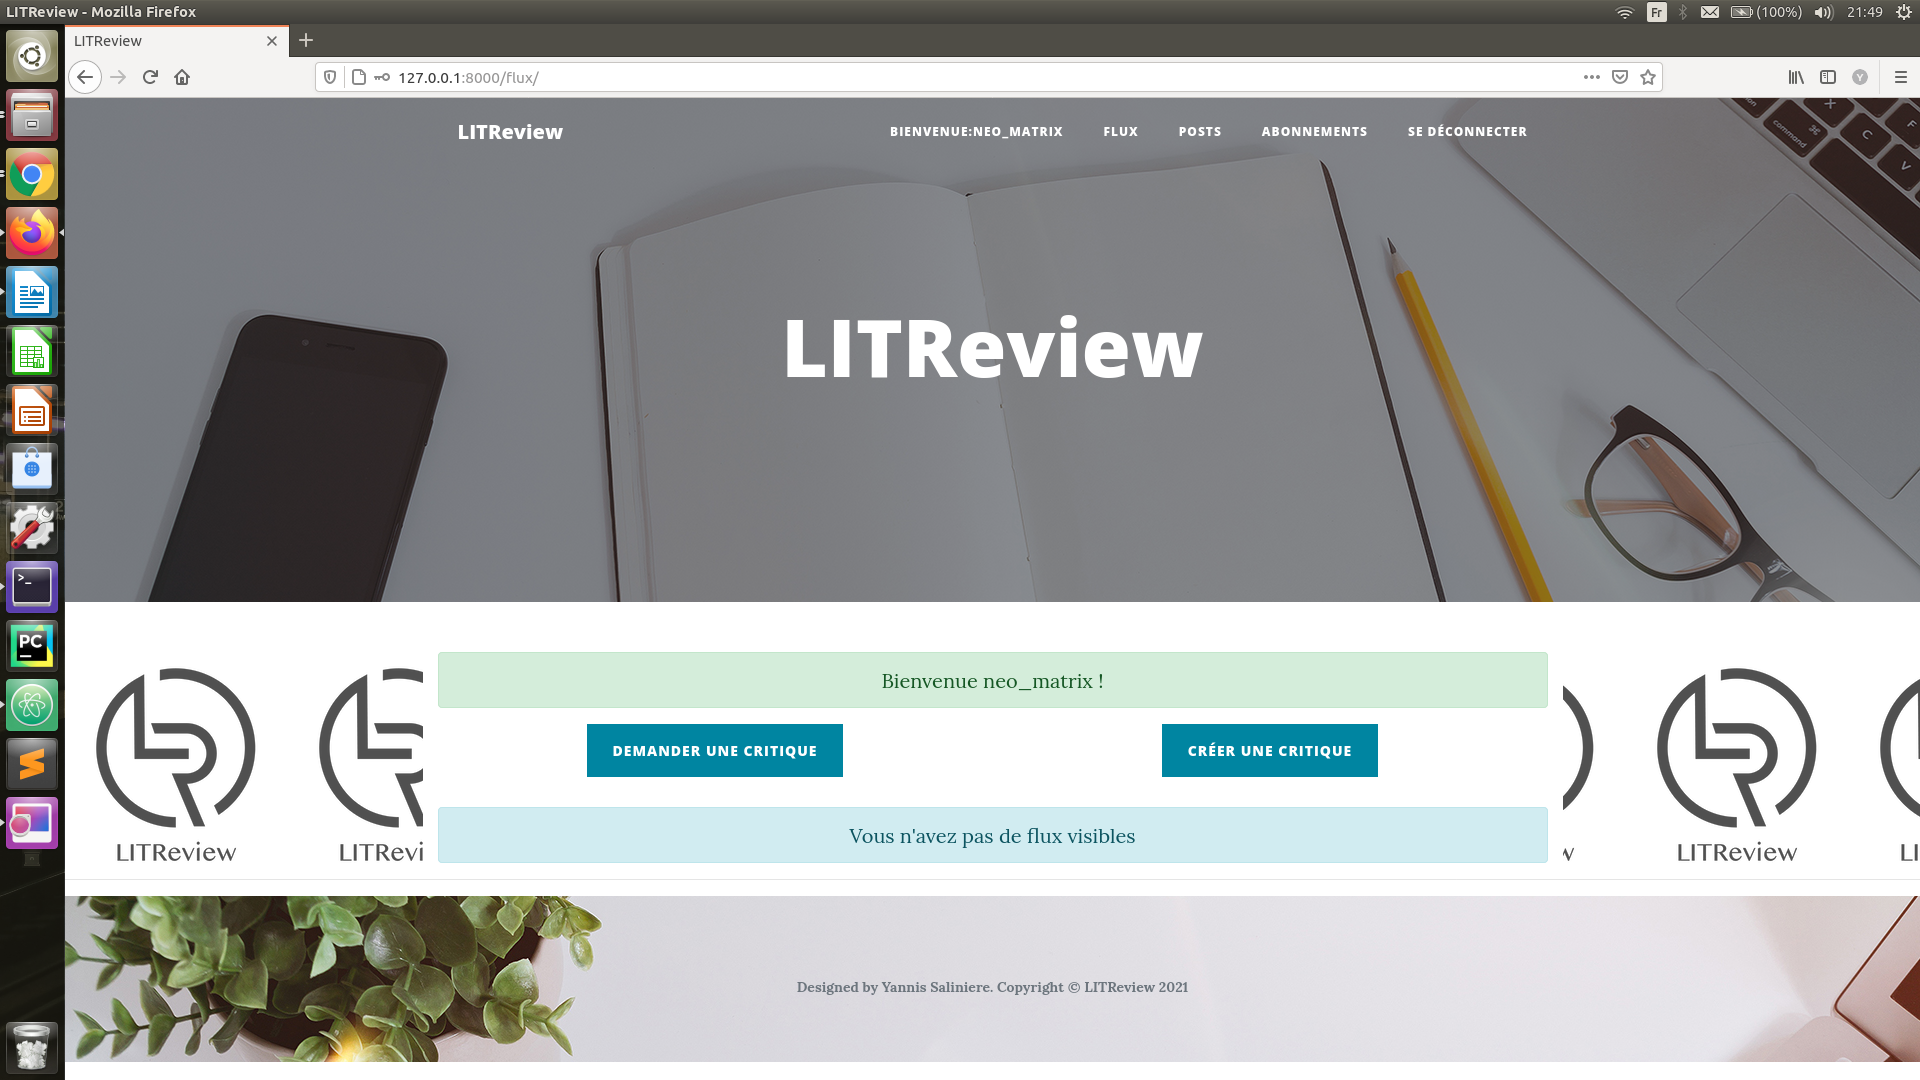 LITReview - Mozilla Firefox
Fr
(100%)
21:49
LITReview
127.0.0.1:8000/flux/
Y
LITReview
BIENVENUE:NEO_MATRIX
FLUX
POSTS
ABONNEMENTS
SE DÉCONNECTER
command
C
V
LITReview
PC
Bienvenue neo_matrix !
DEMANDER UNE CRITIQUE
CRÉER UNE CRITIQUE
Vous n'avez pas de flux visibles
LITReview
LITRevi
w
LITReview
LI
Designed by Yannis Saliniere. Copyright © LITReview 2021